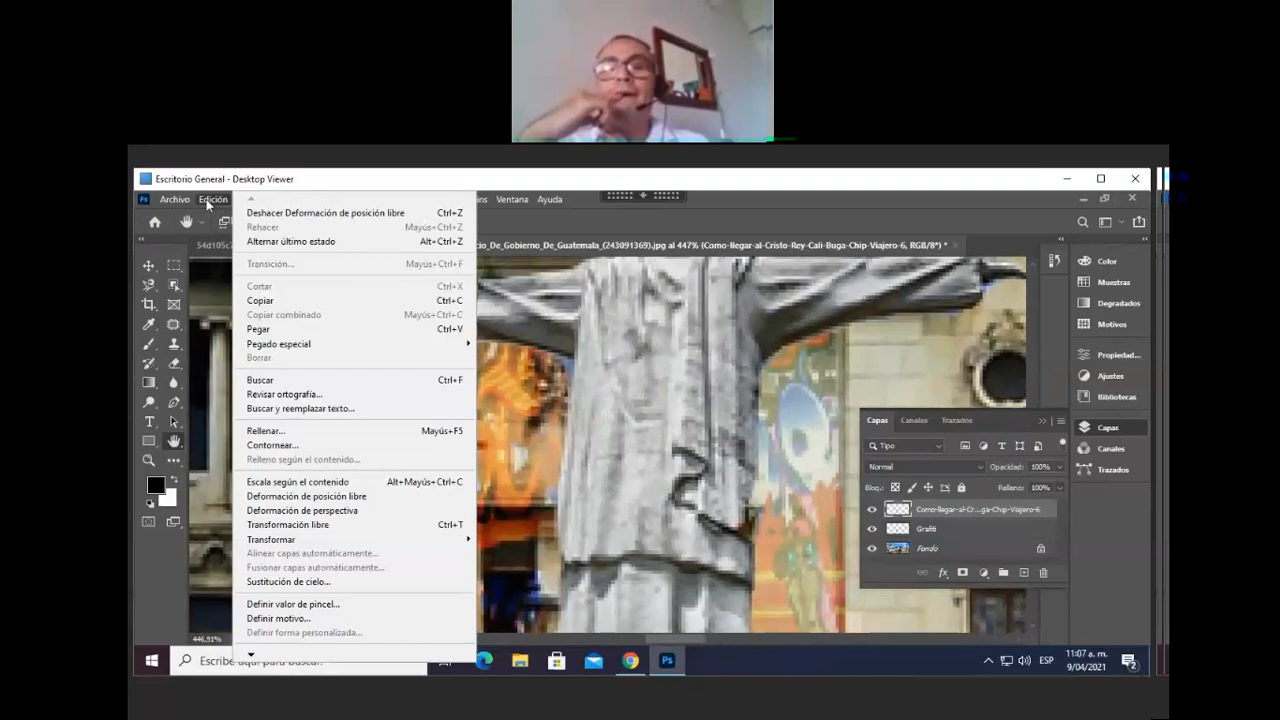 Escritorio General - Desktop Viewer
Ps Archivo Edición
Ventana Ayuda
Deshacer Deformación de posición libre Ctrl+Z
Rehacer Mayús+Ctrl+Z
Alternar último estado Alt+Ctrl+Z
Transición... Mayús+Ctrl+F
Cortar Ctrl+X
Copiar Ctrl+C
Copiar combinado Mayús+Ctrl+C
Pegar Ctrl+V
Pegado especial
Borrar
Buscar Ctrl+F
Revisar ortografía...
Buscar y reemplazar texto...
Rellenar... Mayús+F5
Contornear...
Relleno según el contenido...
Escala según el contenido Alt+Mayús+Ctrl+C
Deformación de posición libre
Deformación de perspectiva
Transformación libre Ctrl+T
Transformar
Alinear capas automáticamente...
Fusionar capas automáticamente...
Sustitución de cielo...
Definir valor de pincel...
Definir motivo...
Definir forma personalizada...
cio_De_Gobierno_De_Guatemala_(243091369).jpg al 447% (Como-llegar-al-Cristo-Rey-Cali-Buga-Chip-Viajero-6, RGB/8*) *
Color
Muestras
Degradados
Motivos
Propiedad...
Ajustes
Bibliotecas
Capas
Canales
Trazados
Capas Canales Trazados
Tipo
Normal Opacidad: 100%
Bloq.: Relleno: 100%
Como-llegar-al-Cr...ga-Chip-Viajero-6
Grafiti
Fondo
446.91%
Escribe aquí para buscar.
Ps
ESP
11:07 a. m.
9/04/2021
2